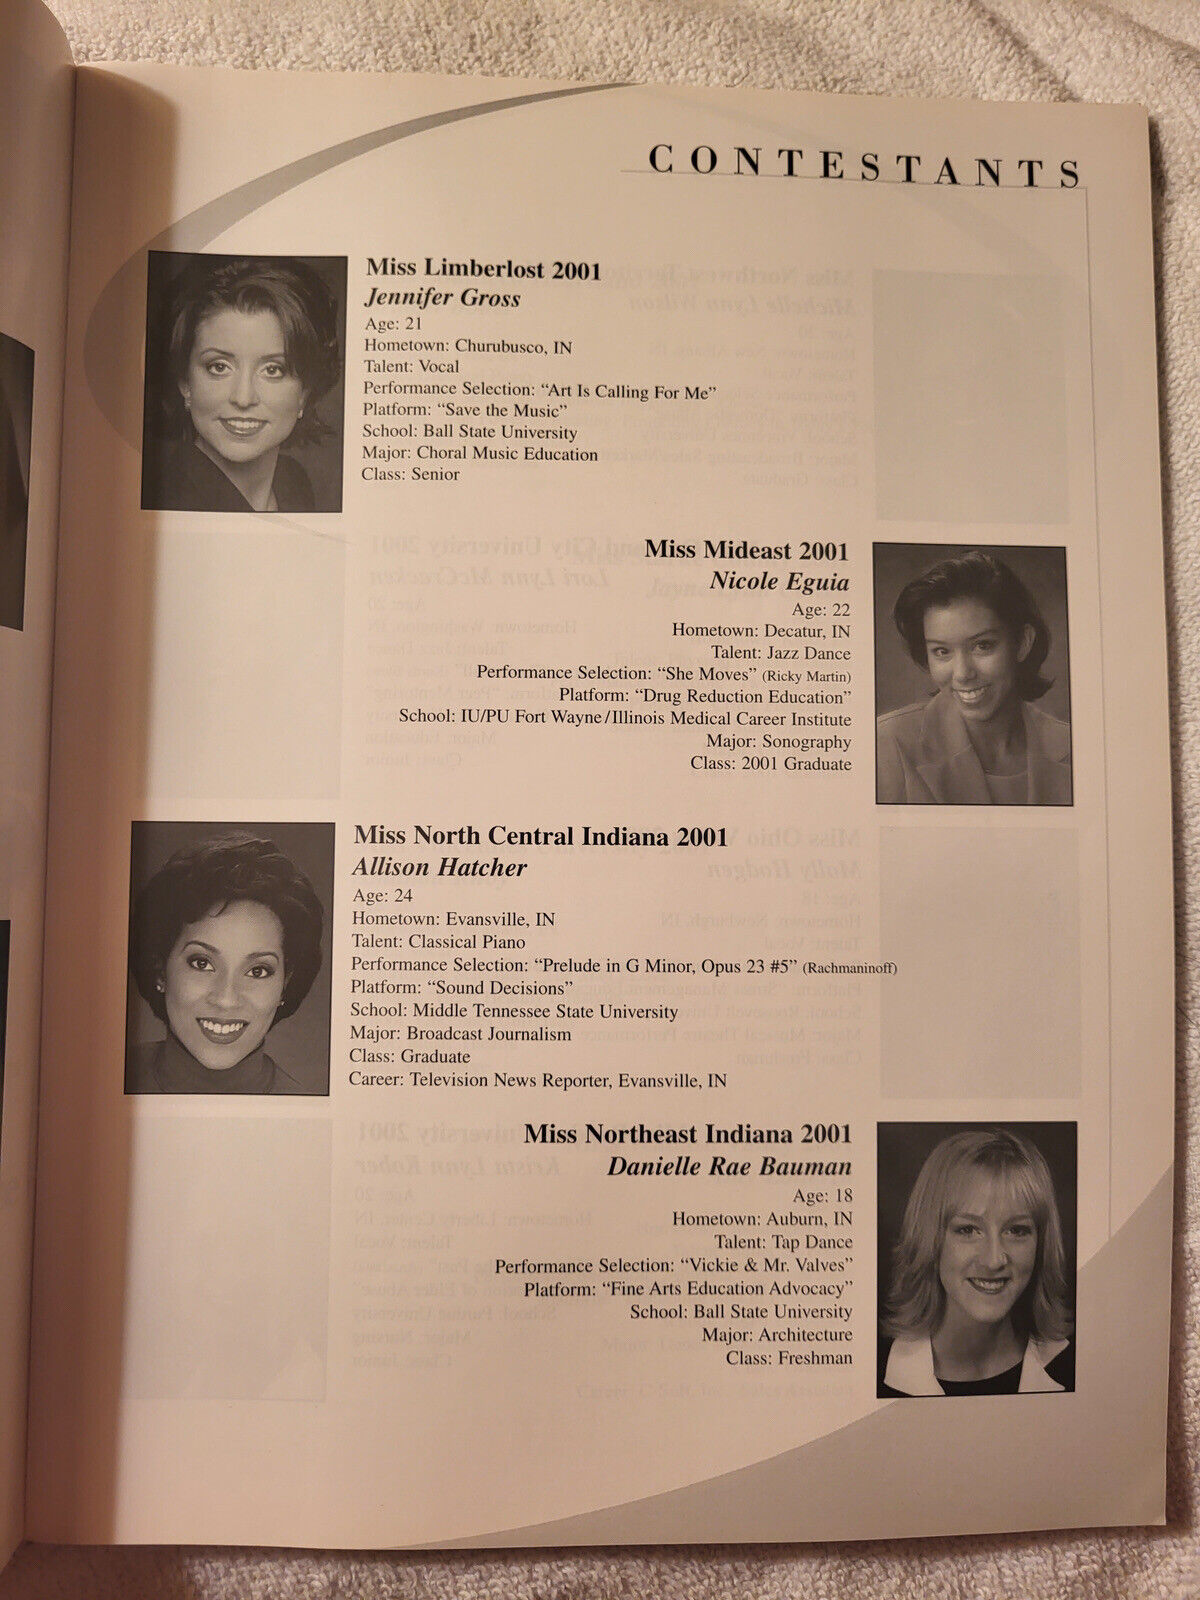 CONTESTANTS
Miss Limberlost 2001
Jennifer Gross
Age: 21
Hometown: Churubusco, IN
Talent: Vocal
Performance Selection: “Art Is Calling For Me”
Platform: “Save the Music”
School: Ball State University
Major: Choral Music Education
Class: Senior
Miss Mideast 2001
Nicole Eguia
Age: 22
Hometown: Decatur, IN
Talent: Jazz Dance
Performance Selection: “She Moves” (Ricky Martin)
Platform: “Drug Reduction Education”
School: IU/PU Fort Wayne/Illinois Medical Career Institute
Major: Sonography
Class: 2001 Graduate
Miss North Central Indiana 2001
Allison Hatcher
Age: 24
Hometown: Evansville, IN
Talent: Classical Piano
Performance Selection: “Prelude in G Minor, Opus 23 #5” (Rachmaninoff)
Platform: “Sound Decisions”
School: Middle Tennessee State University
Major: Broadcast Journalism
Class: Graduate
Career: Television News Reporter, Evansville, IN
Miss Northeast Indiana 2001
Danielle Rae Bauman
Age: 18
Hometown: Auburn, IN
Talent: Tap Dance
Performance Selection: “Vickie & Mr. Valves”
Platform: “Fine Arts Education Advocacy”
School: Ball State University
Major: Architecture
Class: Freshman